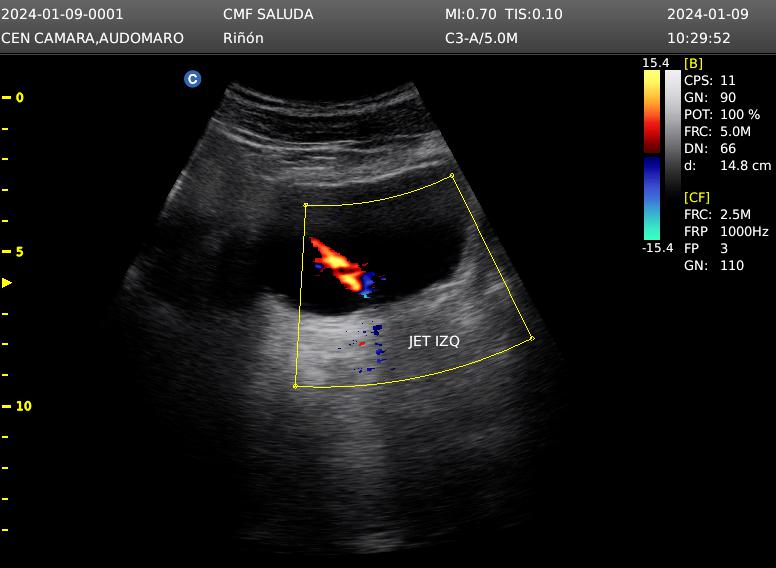 2024-01-09-0001 CMF SALUDA MI:0.70 TIS:0.10 2024-01-09
CEN CAMARA,AUDOMARO Riñón C3-A/5.0M 10:29:52
C
15.4 [B]
CPS: 11
GN: 90
POT: 100 %
FRC: 5.0M
DN: 66
d: 14.8 cm
[CF]
FRC: 2.5M
FRP 1000Hz
-15.4 FP 3
GN: 110
0
5
10
JET IZQ